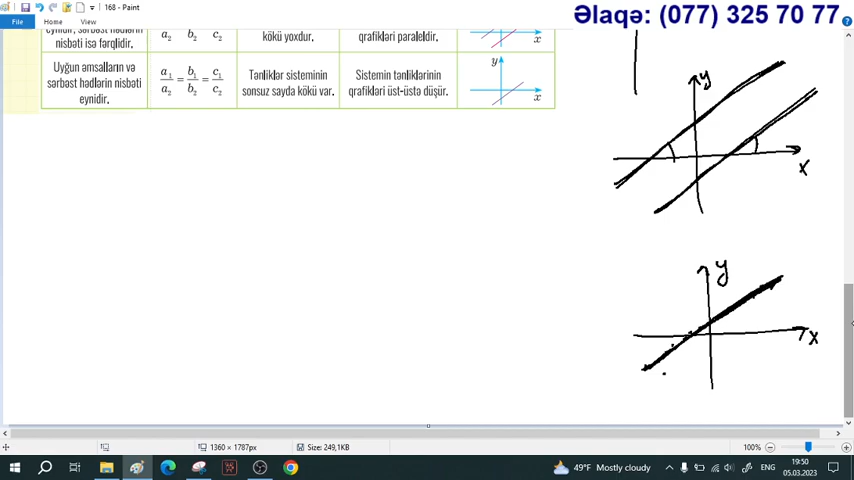 168 - Paint
Əlaqə: (077) 325 70 77
File Home View
nisbəti isə fərqlidir.
a₂ b₂ c₂
kökü yoxdur.
qrafikləri paraleldir.
x
Uyğun əmsalların və
sərbəst hədlərin nisbəti
eynidir.
a₁/a₂ = b₁/b₂ = c₁/c₂
Tənliklər sisteminin
sonsuz sayda kökü var.
Sistemin tənliklərinin
qrafikləri üst-üstə düşür.
y
x
y
x
y
x
1360 × 1787px
Size: 249,1KB
100%
49°F Mostly cloudy
ENG
19:50
05.03.2023